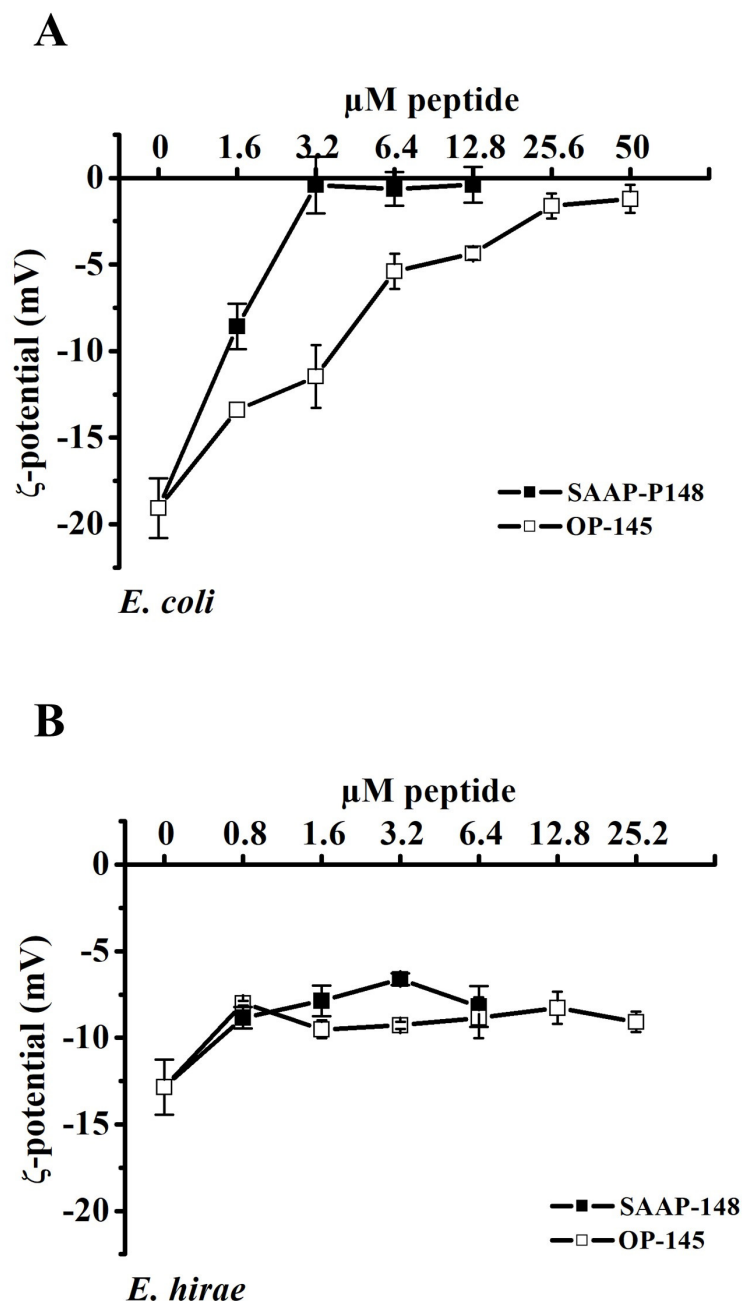 A
μM peptide
0 1.6 3.2 6.4 12.8 25.6 50
0
-5
-10
-15
-20
ζ-potential (mV)
SAAP-P148
OP-145
E. coli
B
μM peptide
0 0.8 1.6 3.2 6.4 12.8 25.2
0
-5
-10
-15
-20
ζ-potential (mV)
SAAP-148
OP-145
E. hirae